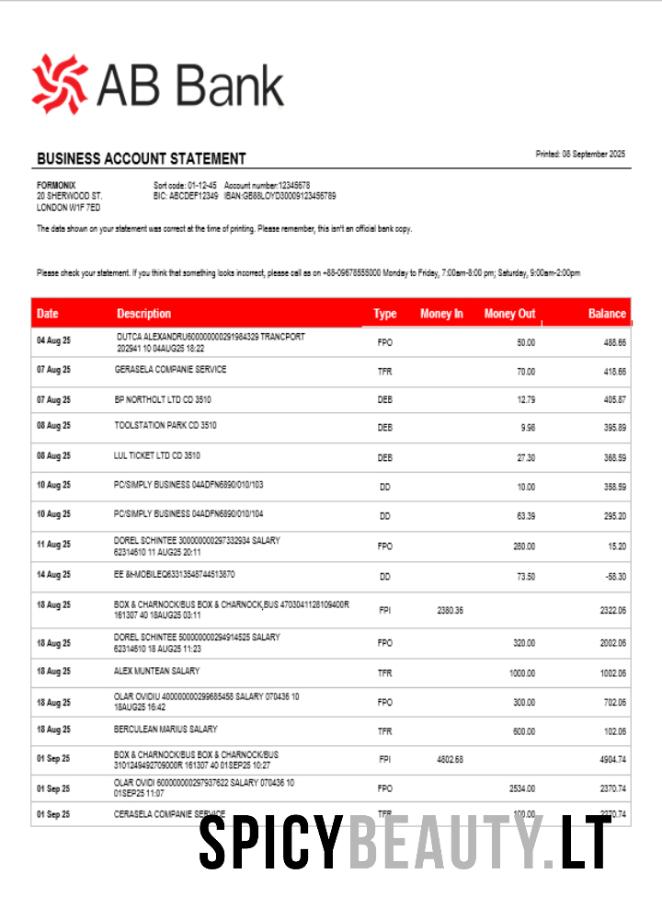 AB Bank
BUSINESS ACCOUNT STATEMENT
Printed: 08 September 2025
FORMONIX
20 SHERWOOD ST.
LONDON W1F 7ED
Sort code: 01-12-45 Account number:12345678
BIC: ABCDEF12349 IBAN:GB88LOYD30009123456789
The data shown on your statement was correct at the time of printing. Please remember, this isn't an official bank copy.
Please check your statement. If you think that something looks incorrect, please call as on +88-09678555000 Monday to Friday, 7:00am-8:00 pm; Saturday, 9:00am-2:00pm
Date Description Type Money In Money Out Balance
04 Aug 25 DUTCA ALEXANDRU600000000291984329 TRANCPORT FPO 50.00 488.66
202941 10 04AUG25 18:22
07 Aug 25 GERASELA COMPANIE SERVICE TFR 70.00 418.66
07 Aug 25 BP NORTHOLT LTD CD 3510 DEB 12.79 405.87
08 Aug 25 TOOLSTATION PARK CD 3510 DEB 9.98 395.89
08 Aug 25 LUL TICKET LTD CD 3510 DEB 27.30 368.59
10 Aug 25 PC/SIMPLY BUSINESS 04ADFN6890/010/103 DD 10.00 358.59
10 Aug 25 PC/SIMPLY BUSINESS 04ADFN6890/010/104 DD 63.39 295.20
11 Aug 25 DOREL SCHINTEE 300000000297332934 SALARY FPO 280.00 15.20
62314610 11 AUG25 20:11
14 Aug 25 EE &t-MOBILEQ63313548744513870 DD 73.50 -58.30
18 Aug 25 BOX & CHARNOCK/BUS BOX & CHARNOCK,BUS 4703041128109400R FPI 2380.36 2322.06
161307 40 18AUG25 03:11
18 Aug 25 DOREL SCHINTEE 500000000294914525 SALARY FPO 320.00 2002.06
62314610 18 AUG25 11:23
18 Aug 25 ALEX MUNTEAN SALARY TFR 1000.00 1002.06
18 Aug 25 OLAR OVIDIU 400000000299685458 SALARY 070436 10 FPO 300.00 702.06
18AUG25 16:42
18 Aug 25 BERCULEAN MARIUS SALARY TFR 600.00 102.06
01 Sep 25 BOX & CHARNOCK/BUS BOX & CHARNOCK/BUS FPI 4802.68 4904.74
3101249492709000R 161307 40 01SEP25 10:27
01 Sep 25 OLAR OVIDI 600000000297937622 SALARY 070436 10 FPO 2534.00 2370.74
01SEP25 11:07
01 Sep 25 CERASELA COMPANIE SERVICE TFR 100.00 2270.74
SPICYBEAUTY.LT